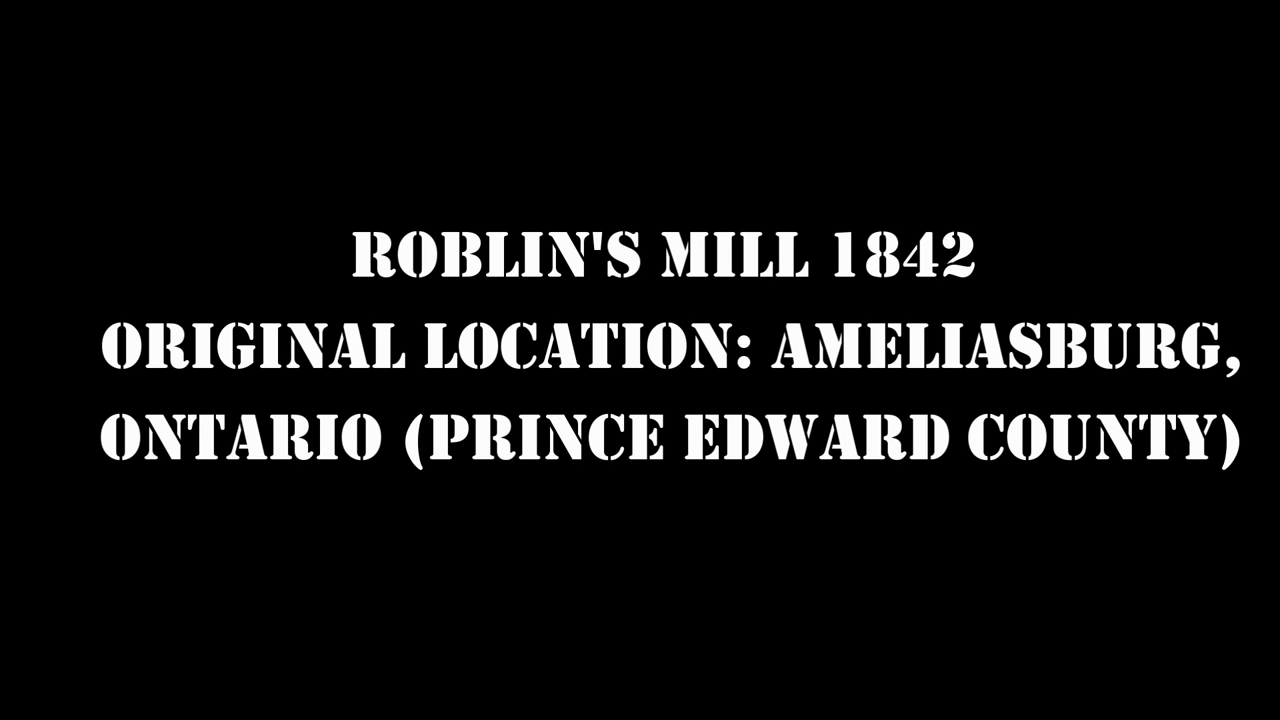 ROBLIN'S MILL 1842
ORIGINAL LOCATION: AMELIASBURG,
ONTARIO (PRINCE EDWARD COUNTY)